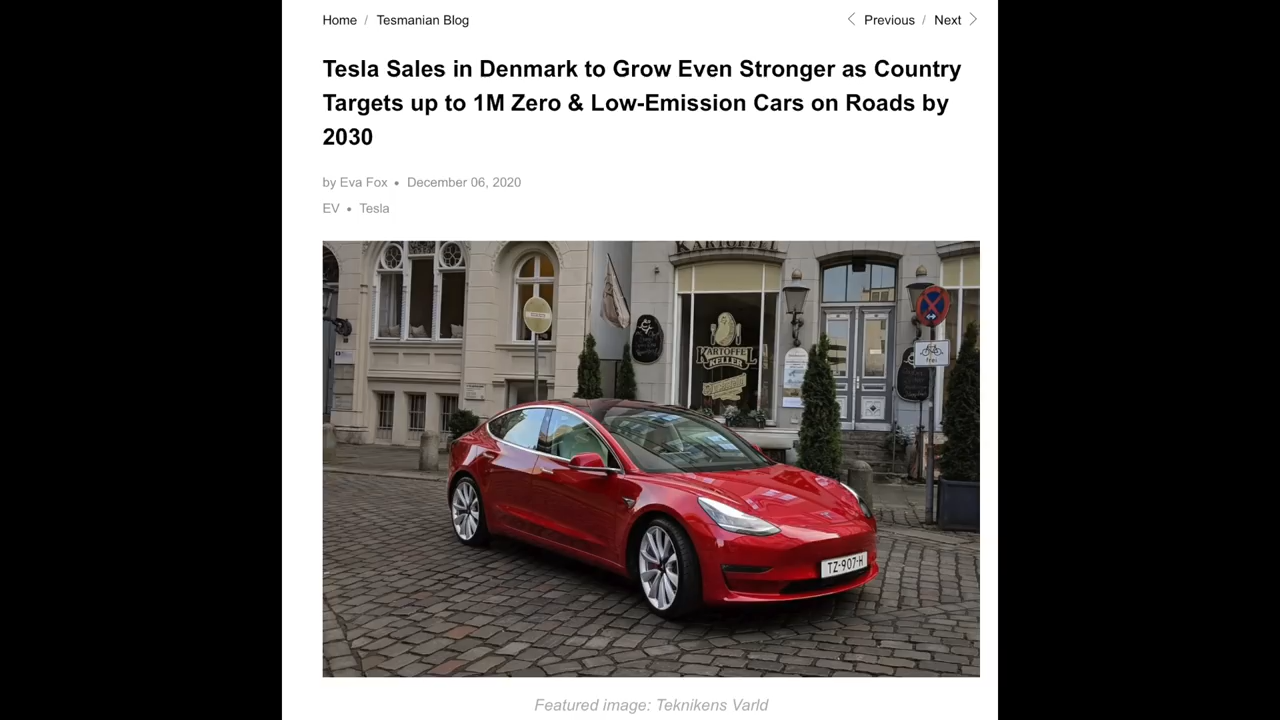 Home / Tesmanian Blog
Previous / Next
Tesla Sales in Denmark to Grow Even Stronger as Country
Targets up to 1M Zero & Low-Emission Cars on Roads by
2030
by Eva Fox • December 06, 2020
EV • Tesla
KARTOFFEL
KARTOFFEL
KELLER
frei
TZ-907-H
Featured image: Teknikens Varld